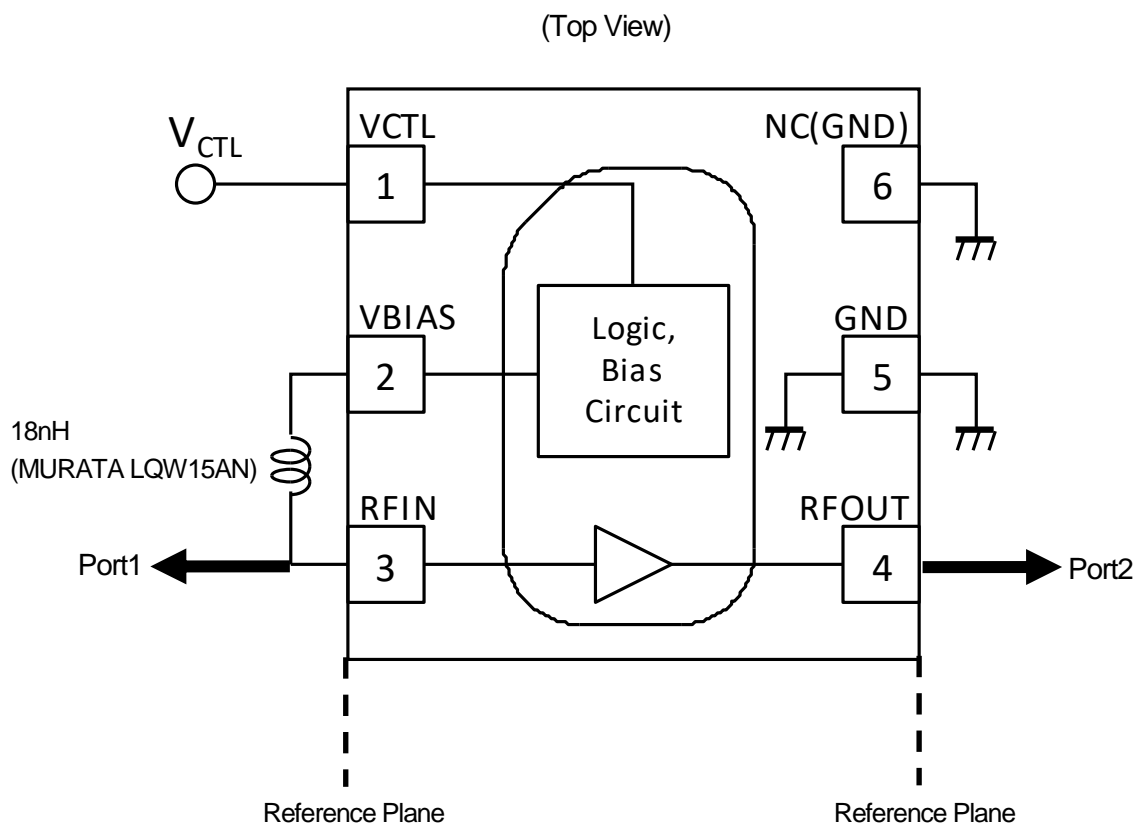 (Top View)
VCTL
NC(GND)
VCTL
1
6
VBIAS
GND
Logic,
Bias
Circuit
2
5
18nH
(MURATA LQW15AN)
RFIN
RFOUT
Port1
3
4
Port2
Reference Plane
Reference Plane